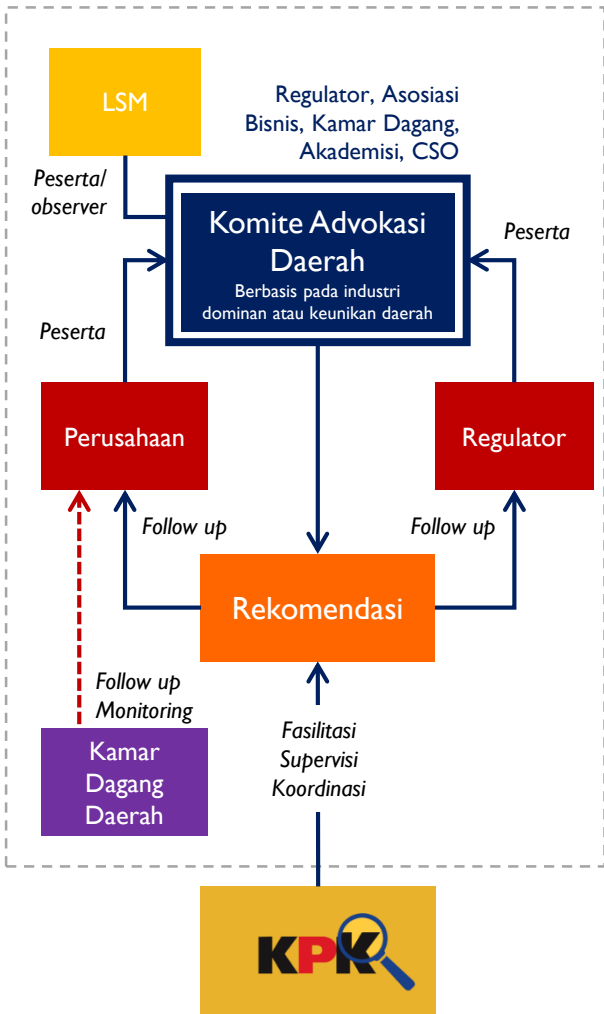 LSM
Regulator, Asosiasi
Bisnis, Kamar Dagang,
Akademisi, CSO
Peserta/
observer
Komite Advokasi
Daerah
Berbasis pada industri
dominan atau keunikan daerah
Peserta
Peserta
Perusahaan
Regulator
Follow up
Follow up
Rekomendasi
Follow up
Monitoring
Kamar
Dagang
Daerah
Fasilitasi
Supervisi
Koordinasi
KPK